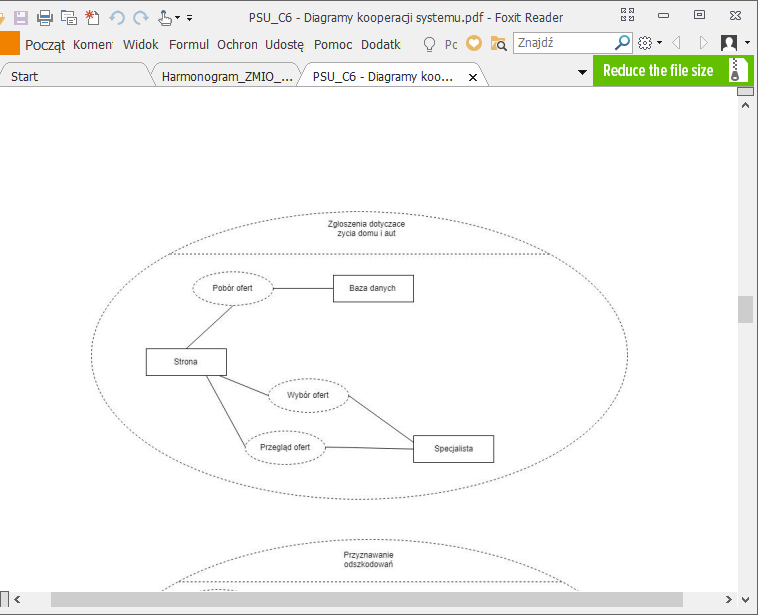 PSU_C6 - Diagramy kooperacji systemu.pdf - Foxit Reader
Począt Komen Widok Formul Ochron Udostę Pomoc Dodatk Pc Znajdź
Start Harmonogram_ZMIO_... PSU_C6 - Diagramy koo... Reduce the file size
Zgłoszenia dotyczace
zycia domu i aut
Pobór ofert Baza danych
Strona
Wybór ofert
Przegląd ofert Specjalista
Przyznawanie
odszkodowań